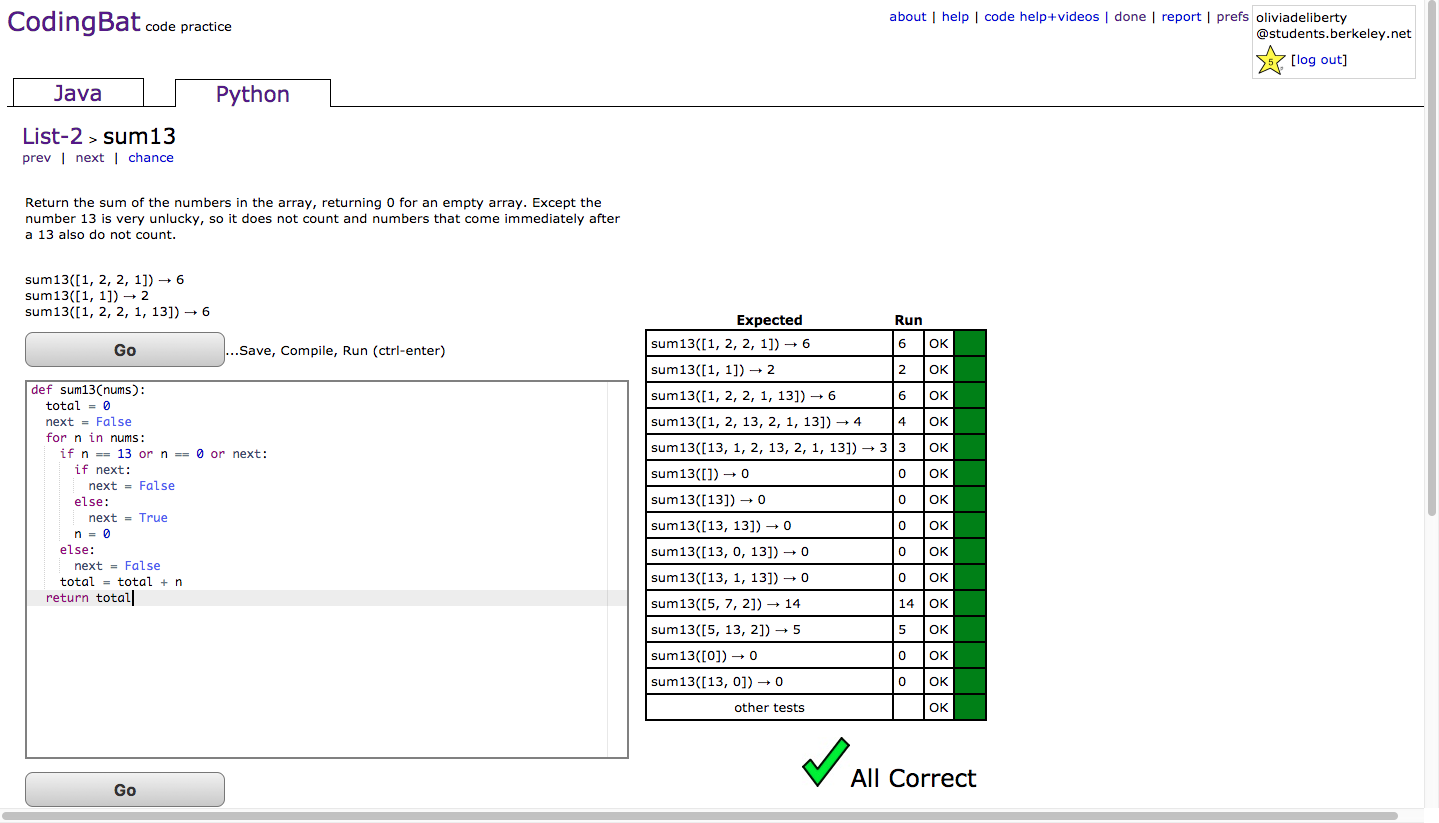 CodingBat code practice
about | help | code help+videos | done | report | prefs
oliviadeliberty
@students.berkeley.net
5 [log out]
Java
Python
List-2 > sum13
prev | next | chance
Return the sum of the numbers in the array, returning 0 for an empty array. Except the
number 13 is very unlucky, so it does not count and numbers that come immediately after
a 13 also do not count.
sum13([1, 2, 2, 1]) → 6
sum13([1, 1]) → 2
sum13([1, 2, 2, 1, 13]) → 6
Go
...Save, Compile, Run (ctrl-enter)
def sum13(nums):
  total = 0
  next = False
  for n in nums:
    if n == 13 or n == 0 or next:
      if next:
        next = False
      else:
        next = True
      n = 0
    else:
      next = False
    total = total + n
  return total
Go
Expected Run
sum13([1, 2, 2, 1]) → 6 6 OK
sum13([1, 1]) → 2 2 OK
sum13([1, 2, 2, 1, 13]) → 6 6 OK
sum13([1, 2, 13, 2, 1, 13]) → 4 4 OK
sum13([13, 1, 2, 13, 2, 1, 13]) → 3 3 OK
sum13([]) → 0 0 OK
sum13([13]) → 0 0 OK
sum13([13, 13]) → 0 0 OK
sum13([13, 0, 13]) → 0 0 OK
sum13([13, 1, 13]) → 0 0 OK
sum13([5, 7, 2]) → 14 14 OK
sum13([5, 13, 2]) → 5 5 OK
sum13([0]) → 0 0 OK
sum13([13, 0]) → 0 0 OK
other tests OK
All Correct